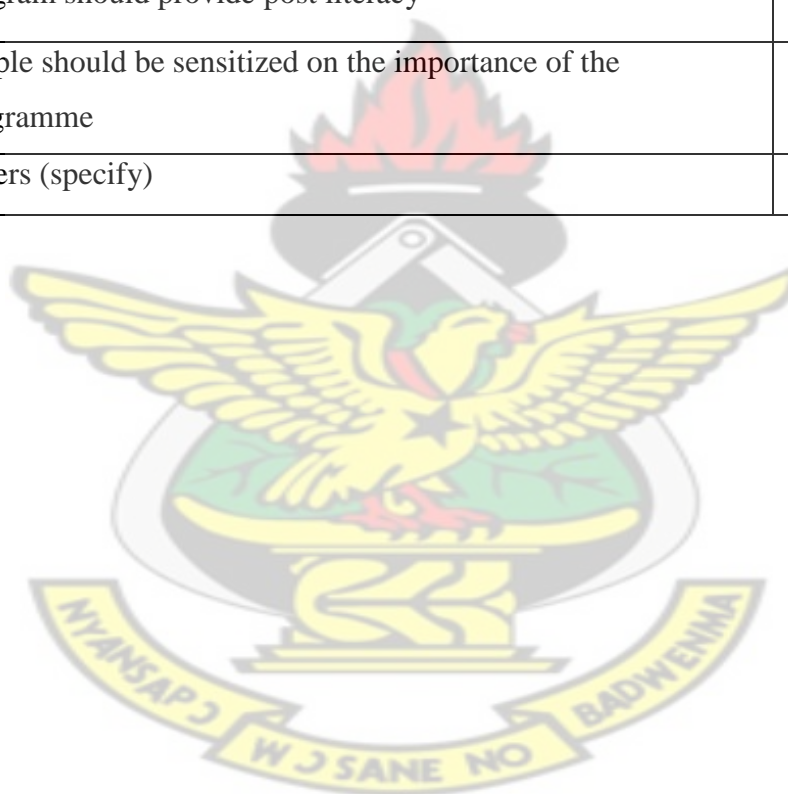 gram should provide post literacy
ple should be sensitized on the importance of the
gramme
ers (specify)
NYANSAPƆ
WƆSANE NO
BADWENMA